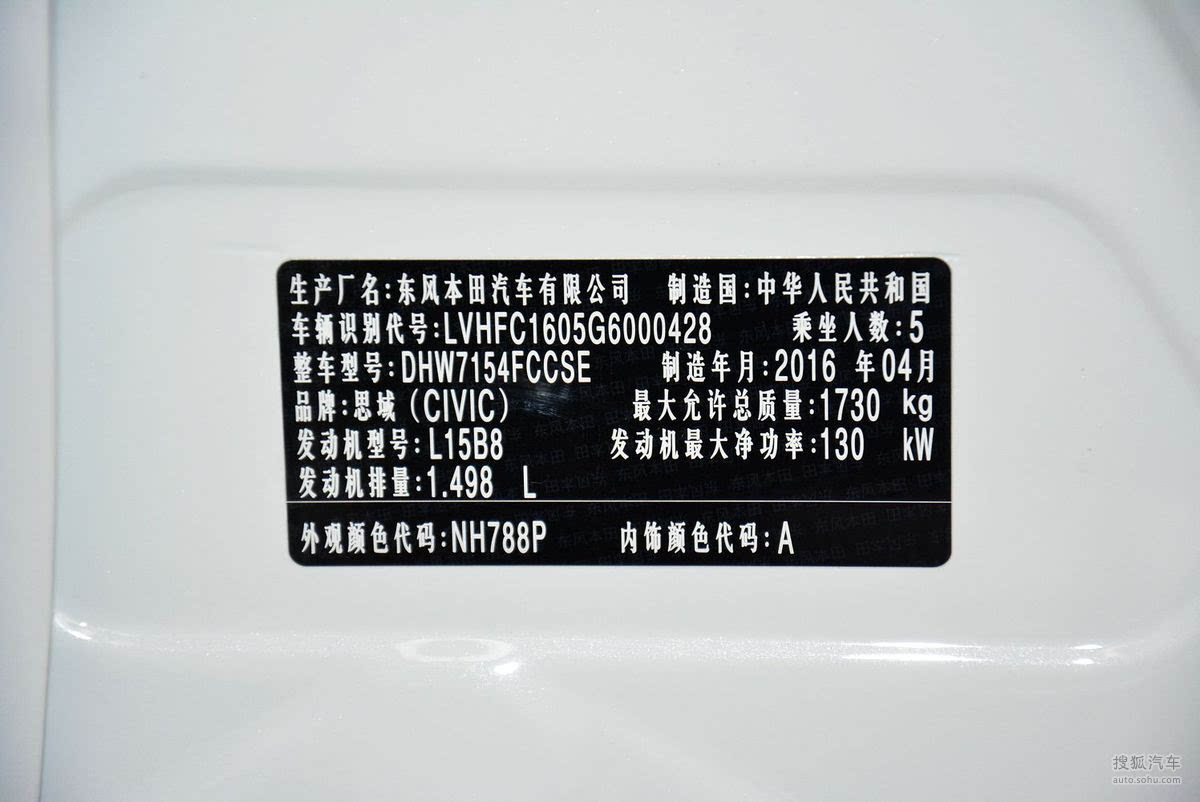 生产厂名:东风本田汽车有限公司 制造国:中华人民共和国
车辆识别代号:LVHFC1605G6000428 乘坐人数:5
整车型号:DHW7154FCCSE 制造年月:2016 年04月
品牌:思域(CIVIC) 最大允许总质量:1730 kg
发动机型号:L15B8 发动机最大净功率:130 kW
发动机排量:1.498 L
外观颜色代码:NH788P 内饰颜色代码:A
搜狐汽车
auto.sohu.com